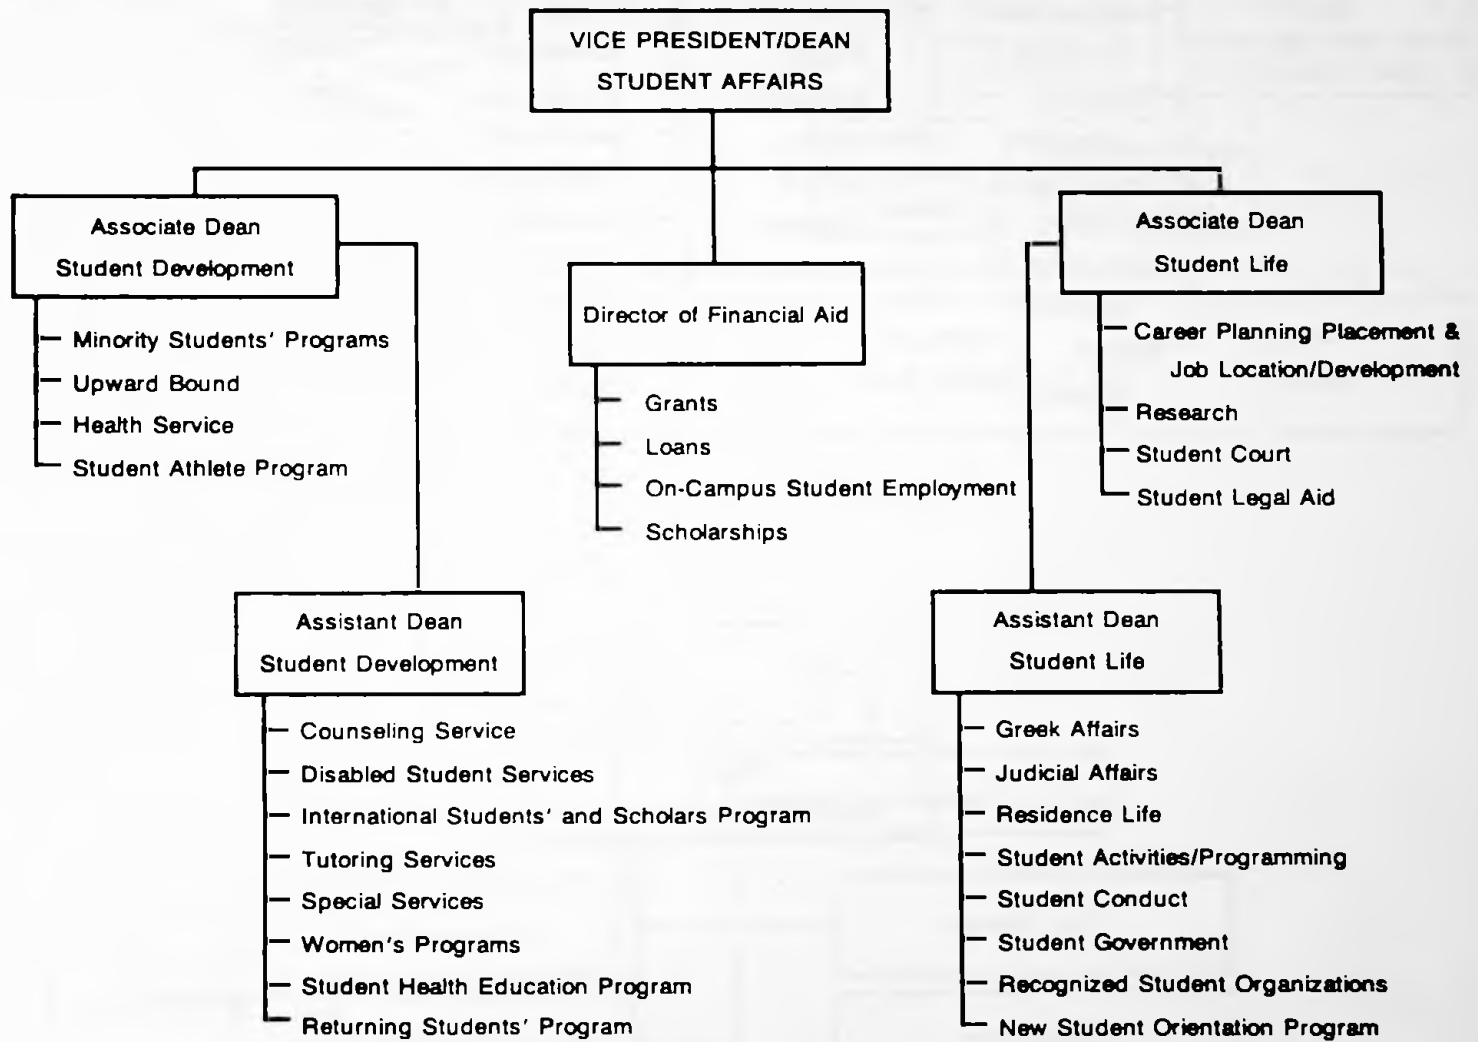 VICE PRESIDENT/DEAN
STUDENT AFFAIRS
Associate Dean
Student Development
Minority Students' Programs
Upward Bound
Health Service
Student Athlete Program
Director of Financial Aid
Grants
Loans
On-Campus Student Employment
Scholarships
Associate Dean
Student Life
Career Planning Placement &
Job Location/Development
Research
Student Court
Student Legal Aid
Assistant Dean
Student Development
Counseling Service
Disabled Student Services
International Students' and Scholars Program
Tutoring Services
Special Services
Women's Programs
Student Health Education Program
Returning Students' Program
Assistant Dean
Student Life
Greek Affairs
Judicial Affairs
Residence Life
Student Activities/Programming
Student Conduct
Student Government
Recognized Student Organizations
New Student Orientation Program